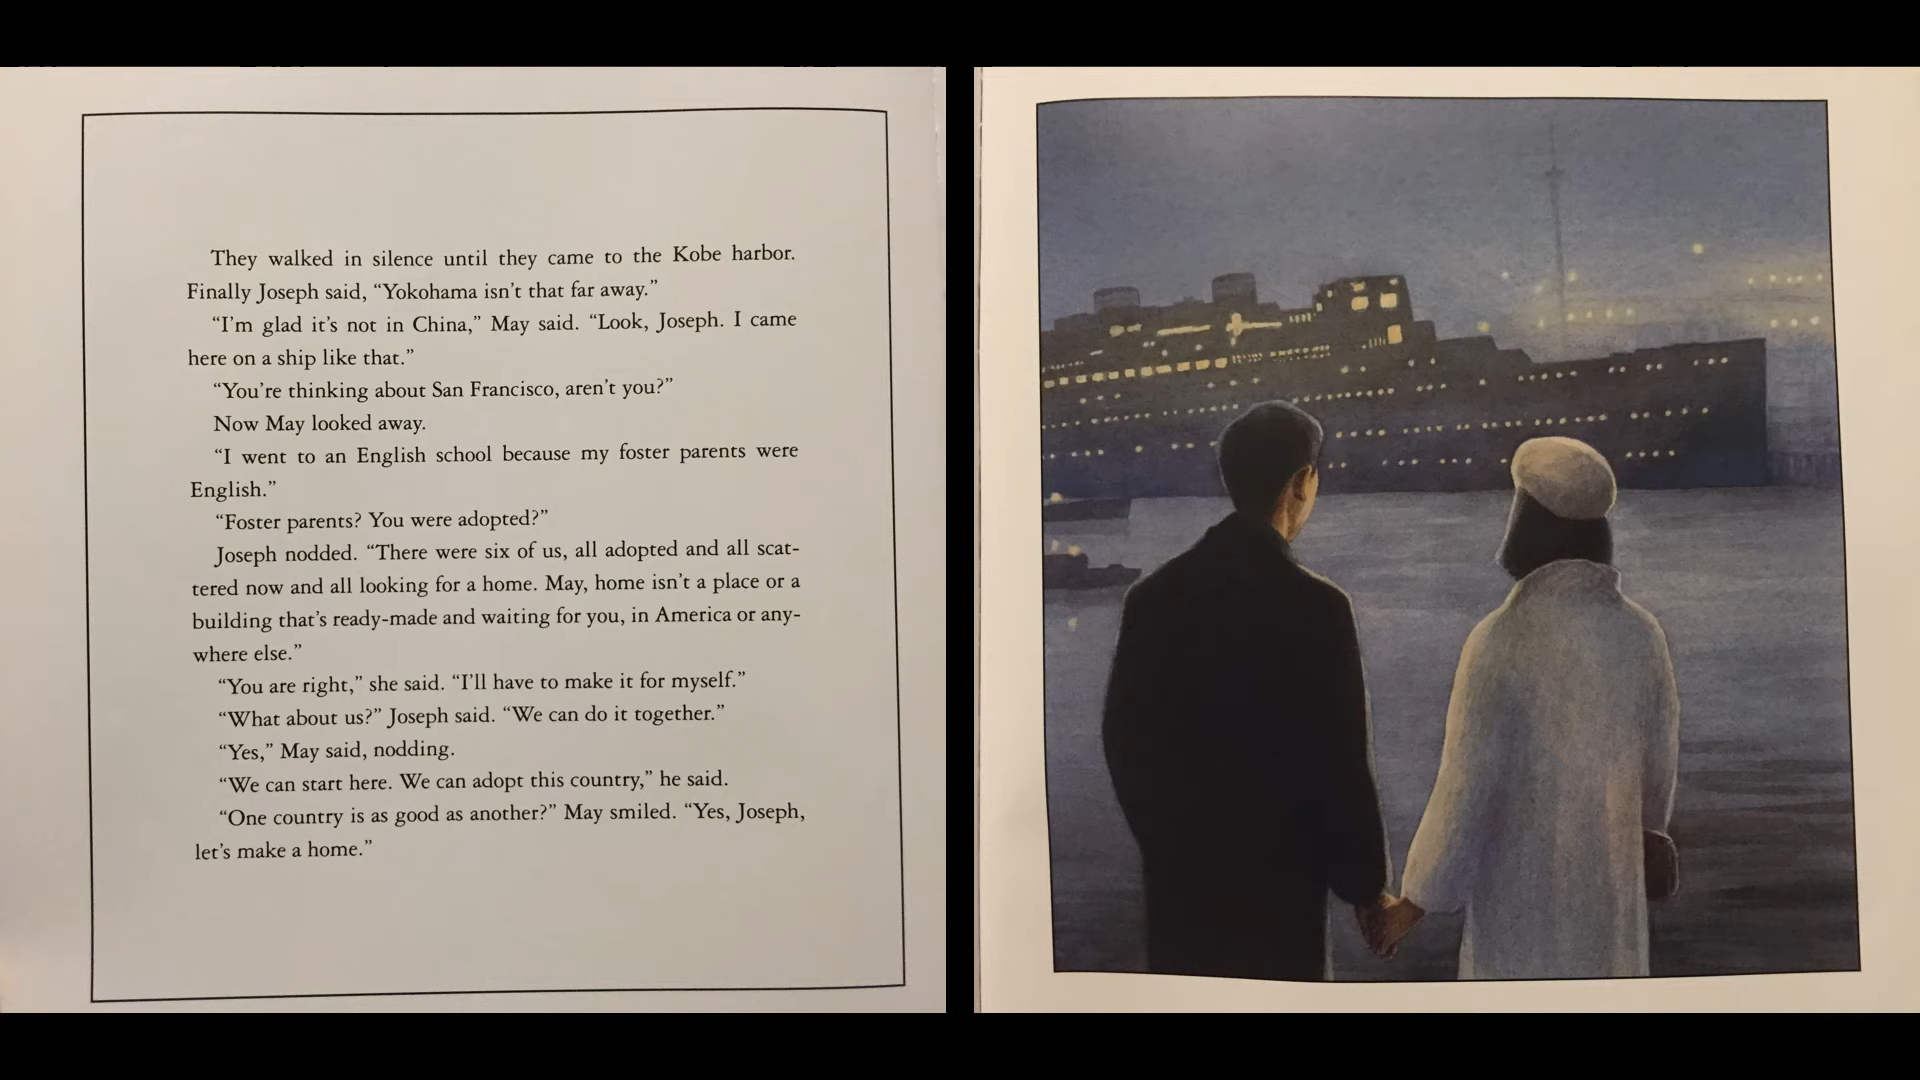 They walked in silence until they came to the Kobe harbor.
Finally Joseph said, “Yokohama isn’t that far away.”
“I’m glad it’s not in China,” May said. “Look, Joseph. I came
here on a ship like that.”
“You’re thinking about San Francisco, aren’t you?”
Now May looked away.
“I went to an English school because my foster parents were
English.”
“Foster parents? You were adopted?”
Joseph nodded. “There were six of us, all adopted and all scat-
tered now and all looking for a home. May, home isn’t a place or a
building that’s ready-made and waiting for you, in America or any-
where else.”
“You are right,” she said. “I’ll have to make it for myself.”
“What about us?” Joseph said. “We can do it together.”
“Yes,” May said, nodding.
“We can start here. We can adopt this country,” he said.
“One country is as good as another?” May smiled. “Yes, Joseph,
let’s make a home.”